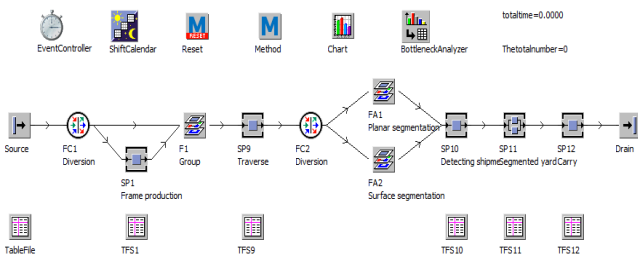 totaltime=0.0000
RESET
EventController ShiftCalendar Reset Method Chart BottleneckAnalyzer Thetotalnumber=0
Source FC1 F1 SP9 FC2 FA1 SP10 SP11 SP12 Drain
Diversion Group Traverse Diversion Planar segmentation Detecting shipme Segmented yard Carry
SP1 FA2
Frame production Surface segmentation
TableFile TFS1 TFS9 TFS10 TFS11 TFS12